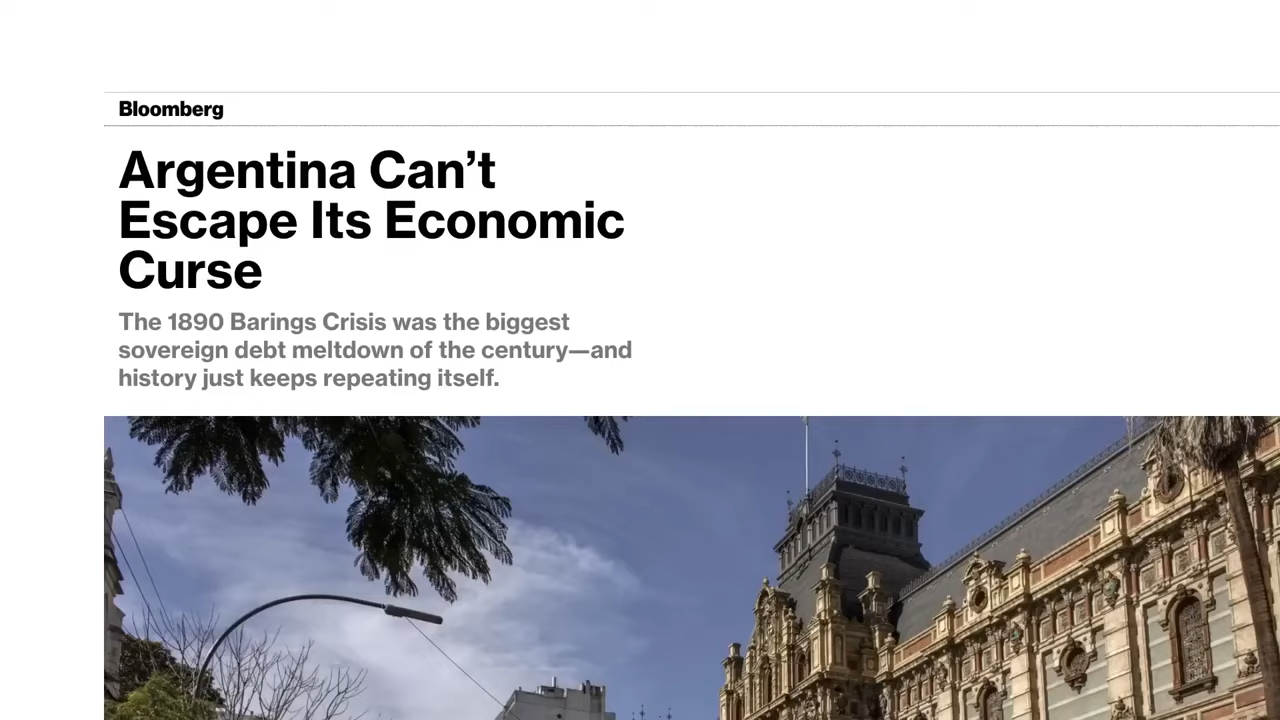 Bloomberg
Argentina Can’t
Escape Its Economic
Curse
The 1890 Barings Crisis was the biggest
sovereign debt meltdown of the century—and
history just keeps repeating itself.